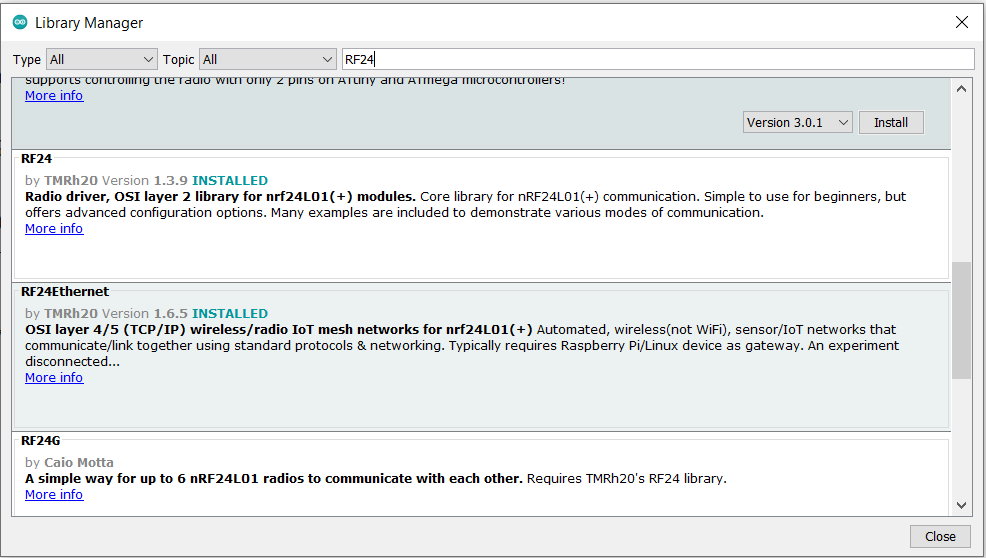 Library Manager
Type All Topic All RF24
supports controlling the radio with only 2 pins on ATtiny and ATmega microcontrollers!
More info
Version 3.0.1 Install
RF24
by TMRh20 Version 1.3.9 INSTALLED
Radio driver, OSI layer 2 library for nrf24L01(+) modules. Core library for nRF24L01(+) communication. Simple to use for beginners, but
offers advanced configuration options. Many examples are included to demonstrate various modes of communication.
More info
RF24Ethernet
by TMRh20 Version 1.6.5 INSTALLED
OSI layer 4/5 (TCP/IP) wireless/radio IoT mesh networks for nrf24L01(+) Automated, wireless(not WiFi), sensor/IoT networks that
communicate/link together using standard protocols & networking. Typically requires Raspberry Pi/Linux device as gateway. An experiment
disconnected...
More info
RF24G
by Caio Motta
A simple way for up to 6 nRF24L01 radios to communicate with each other. Requires TMRh20's RF24 library.
More info
Close